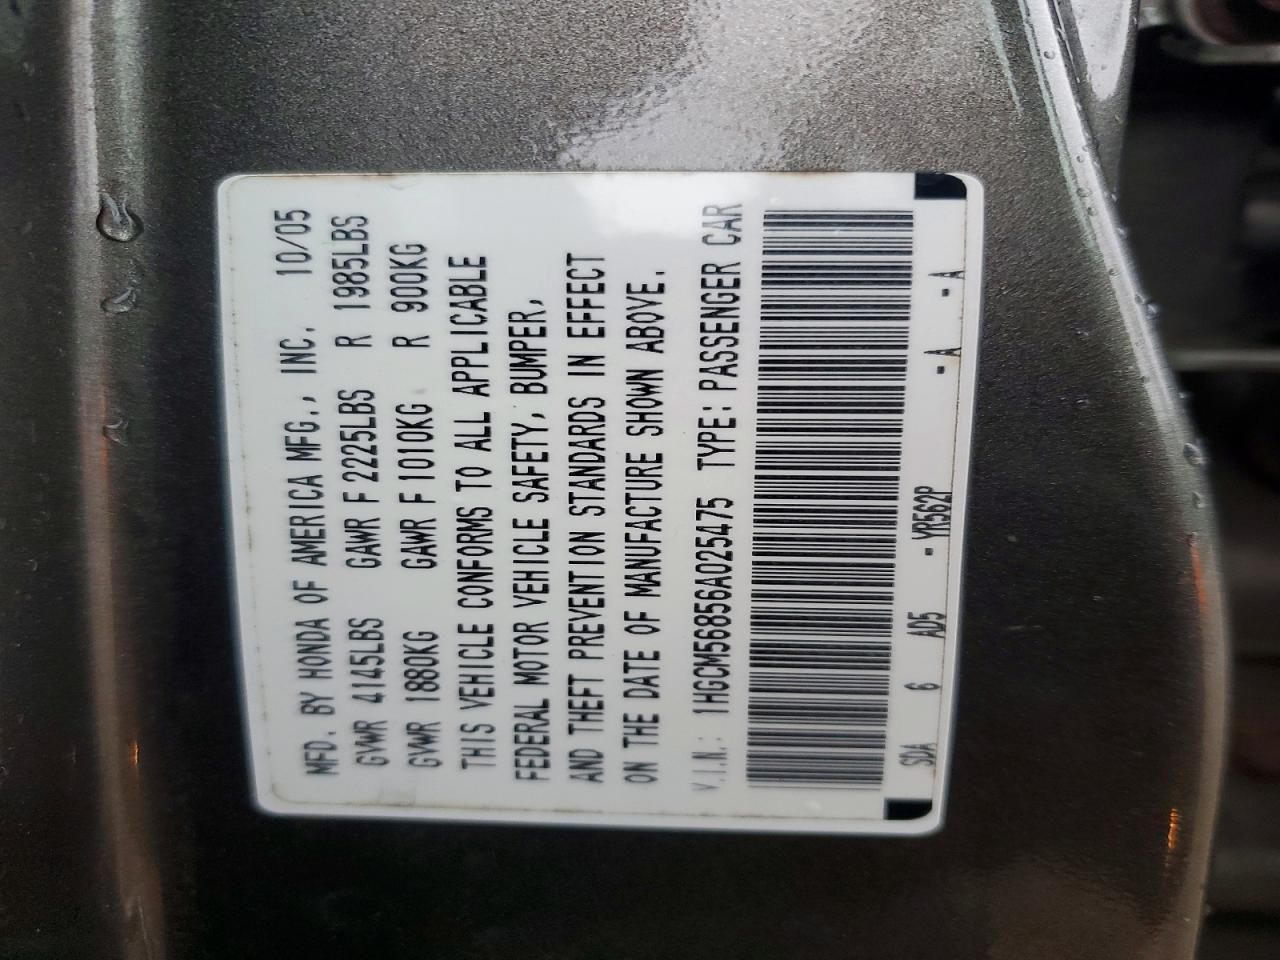 MFD. BY HONDA OF AMERICA MFG., INC. 10/05
GVWR 4145LBS GAWR F 2225LBS R 1985LBS
GVWR 1880KG GAWR F 1010KG R 900KG
THIS VEHICLE CONFORMS TO ALL APPLICABLE
FEDERAL MOTOR VEHICLE SAFETY, BUMPER,
AND THEFT PREVENTION STANDARDS IN EFFECT
ON THE DATE OF MANUFACTURE SHOWN ABOVE.
V.I.N.: 1HGCM56856A025475 TYPE: PASSENGER CAR
SDA 6 AD5 -YR562P -A -A